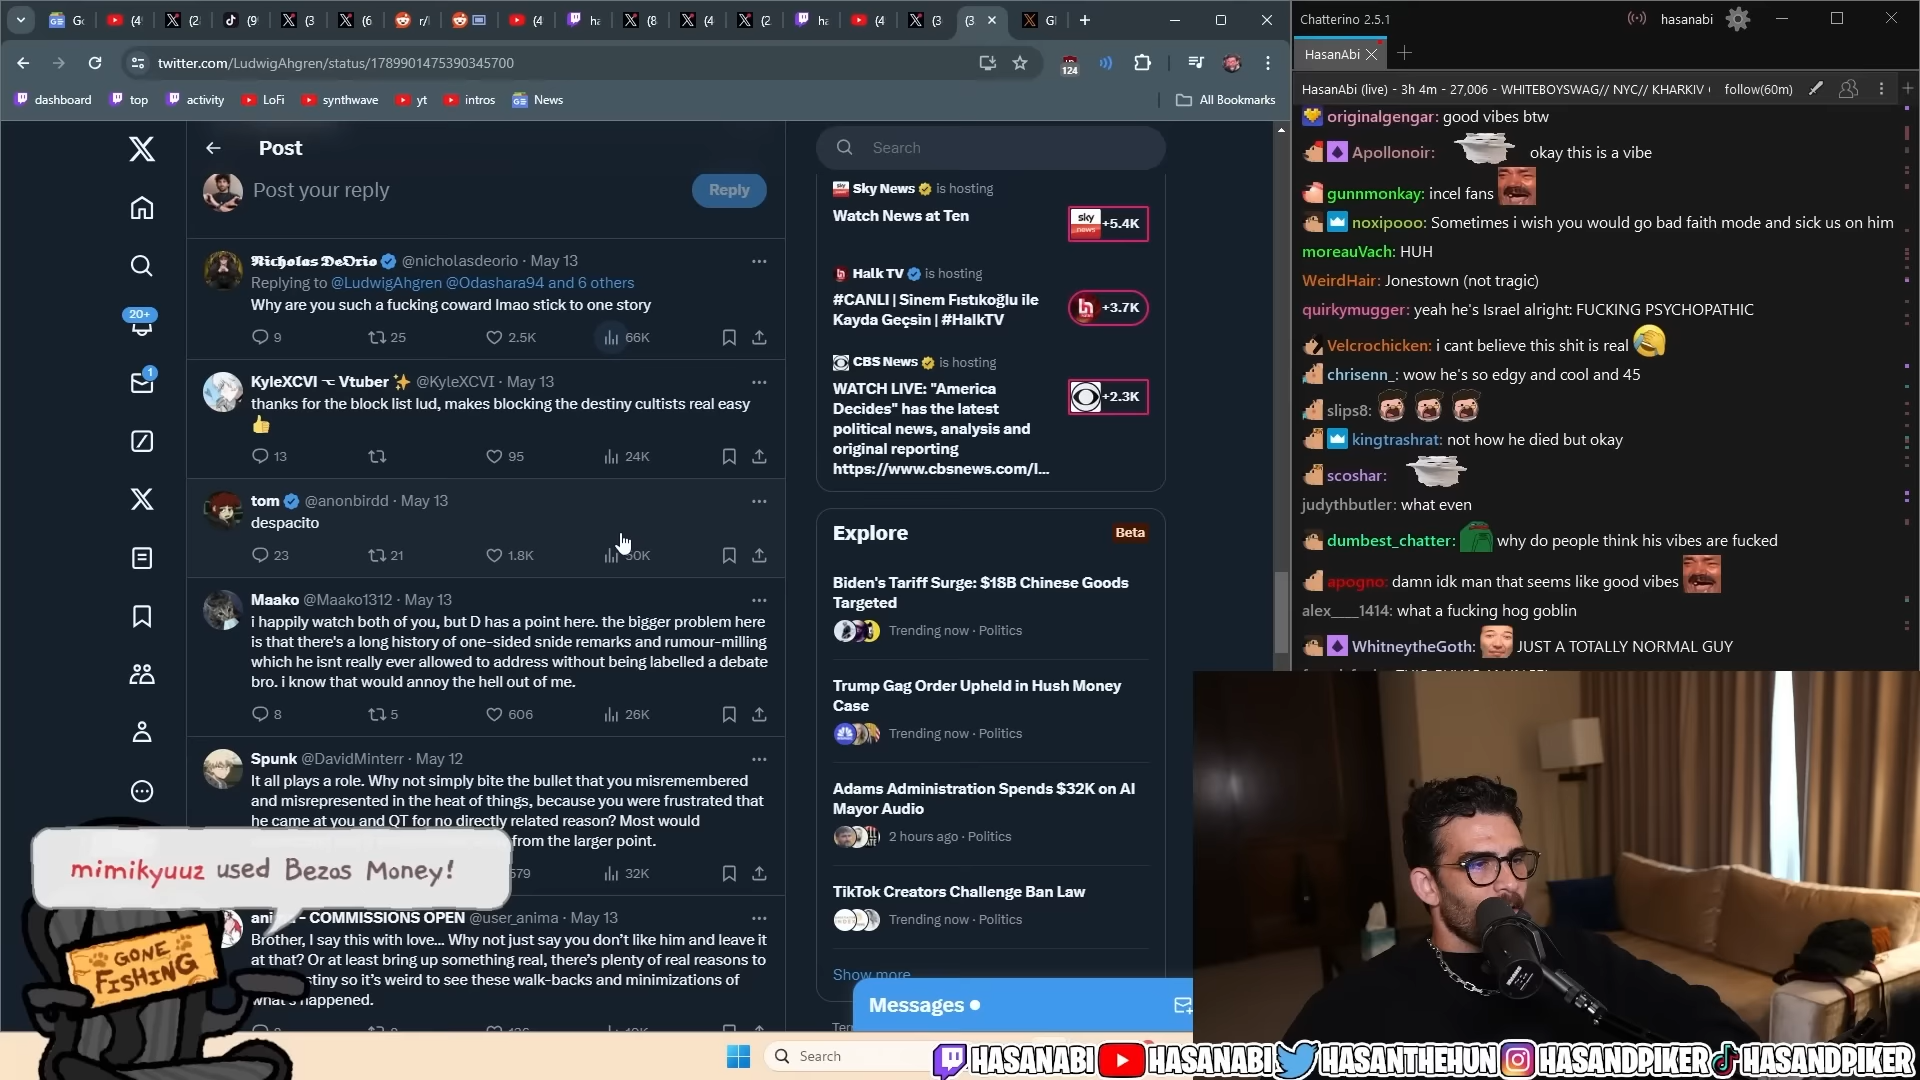 Chatterino 2.5.1
hasanabi
HasanAbi
twitter.com/LudwigAhgren/status/1789901475390345700
124
dashboard
top
activity
LoFi
synthwave
yt
intros
News
All Bookmarks
HasanAbi (live) - 3h 4m - 27,006 - WHITEBOYSWAG// NYC// KHARKIV
follow(60m)
Post
Post your reply
Reply
20+
1
Nicholas DeOrio @nicholasdeorio · May 13
Replying to @LudwigAhgren @Odashara94 and 6 others
Why are you such a fucking coward lmao stick to one story
9
25
2.5K
66K
KyleXCVI ~ Vtuber ✨ @KyleXCVI · May 13
thanks for the block list lud, makes blocking the destiny cultists real easy
👍
13
95
24K
tom @anonbirdd · May 13
despacito
23
21
1.8K
Maako @Maako1312 · May 13
i happily watch both of you, but D has a point here. the bigger problem here
is that there's a long history of one-sided snide remarks and rumour-milling
which he isnt really ever allowed to address without being labelled a debate
bro. i know that would annoy the hell out of me.
8
5
606
26K
Spunk @DavidMinterr · May 12
It all plays a role. Why not simply bite the bullet that you misremembered
and misrepresented in the heat of things, because you were frustrated that
he came at you and QT for no directly related reason? Most would
from the larger point.
579
32K
- COMMISSIONS OPEN @user_anima · May 13
Brother, I say this with love... Why not just say you don't like him and leave it
at that? Or at least bring up something real, there's plenty of real reasons to
so it's weird to see these walk-backs and minimizations of
what's happened.
mimikyuuz used Bezos Money!
GONE
FISHING
Search
Sky News is hosting
Watch News at Ten
sky
news
+5.4K
Halk TV is hosting
#CANLI | Sinem Fıstıkoğlu ile
Kayda Geçsin | #HalkTV
+3.7K
CBS News is hosting
WATCH LIVE: "America
Decides" has the latest
political news, analysis and
original reporting
https://www.cbsnews.com/l...
+2.3K
Explore
Beta
Biden's Tariff Surge: $18B Chinese Goods
Targeted
Trending now · Politics
Trump Gag Order Upheld in Hush Money
Case
Trending now · Politics
Adams Administration Spends $32K on AI
Mayor Audio
2 hours ago · Politics
TikTok Creators Challenge Ban Law
Trending now · Politics
Show more
Messages
originalgengar: good vibes btw
Apollonoir: okay this is a vibe
gunnmonkay: incel fans
noxipooo: Sometimes i wish you would go bad faith mode and sick us on him
moreauVach: HUH
WeirdHair: Jonestown (not tragic)
quirkymugger: yeah he's Israel alright: FUCKING PSYCHOPATHIC
Velcrochicken: i cant believe this shit is real
chrisenn_: wow he's so edgy and cool and 45
slips8:
kingtrashrat: not how he died but okay
scoshar:
judythbutler: what even
dumbest_chatter: why do people think his vibes are fucked
apogno: damn idk man that seems like good vibes
alex____1414: what a fucking hog goblin
WhitneytheGoth: JUST A TOTALLY NORMAL GUY
Search
HASANABI
HASANABI
HASANTHEHUN
HASANDPIKER
HASANDPIKER